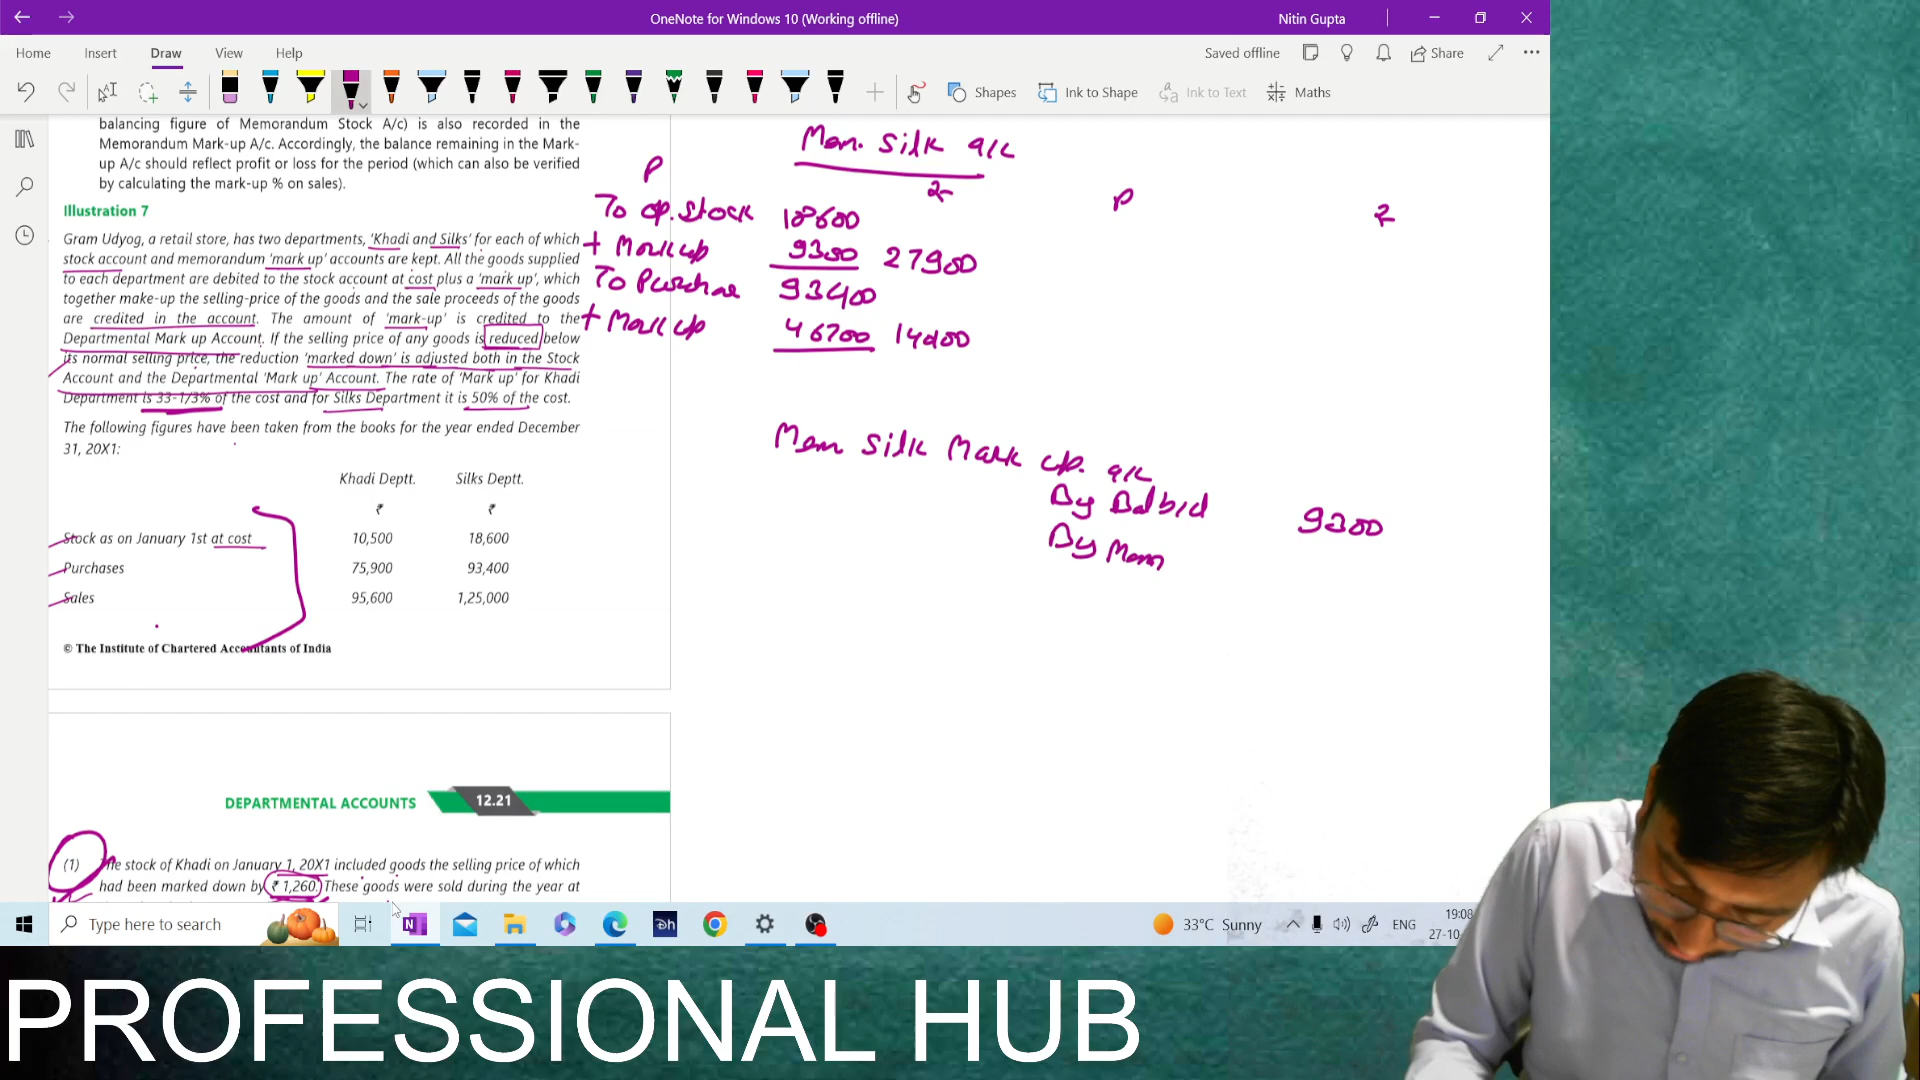 OneNote for Windows 10 (Working offline)
Nitin Gupta
Home Insert Draw View Help
Saved offline
Share
Shapes
Ink to Shape
Ink to Text
Maths
balancing figure of Memorandum Stock A/c) is also recorded in the
Memorandum Mark-up A/c. Accordingly, the balance remaining in the Mark-
up A/c should reflect profit or loss for the period (which can also be verified
by calculating the mark-up % on sales).
Illustration 7
Gram Udyog, a retail store, has two departments, 'Khadi and Silks' for each of which
stock account and memorandum 'mark up' accounts are kept. All the goods supplied
to each department are debited to the stock account at cost plus a 'mark up', which
together make-up the selling-price of the goods and the sale proceeds of the goods
are credited in the account. The amount of 'mark-up' is credited to the
Departmental Mark up Account. If the selling price of any goods is reduced below
its normal selling price, the reduction 'marked down' is adjusted both in the Stock
Account and the Departmental 'Mark up' Account. The rate of 'Mark up' for Khadi
Department is 33-1/3% of the cost and for Silks Department it is 50% of the cost.
The following figures have been taken from the books for the year ended December
31, 20X1:
Khadi Deptt. Silks Deptt.
₹ ₹
Stock as on January 1st at cost 10,500 18,600
Purchases 75,900 93,400
Sales 95,600 1,25,000
© The Institute of Chartered Accountants of India
DEPARTMENTAL ACCOUNTS 12.21
(1) The stock of Khadi on January 1, 20X1 included goods the selling price of which
had been marked down by ₹ 1,260. These goods were sold during the year at
Mem. Silk a/c
P
P
To op. Stock 18600
+ Mark up 9300 27900
To Purchase 93400
+ Mark up 46700
Mem Silk Mark up. a/c
By Bal b/d 9300
By Mem
Type here to search
33°C Sunny
ENG
19:08
27-10
PROFESSIONAL HUB